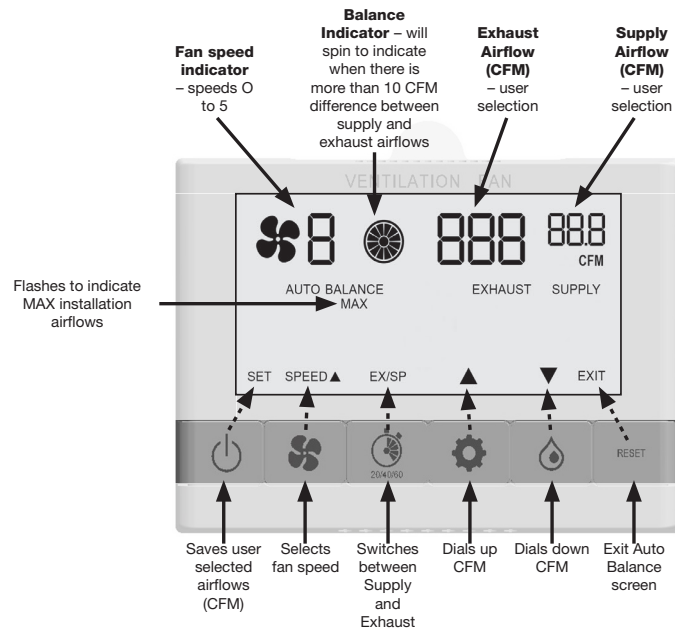 Fan speed
indicator
– speeds O
to 5
Balance
Indicator – will
spin to indicate
when there is
more than 10 CFM
difference between
supply and
exhaust airflows
Exhaust
Airflow
(CFM)
– user
selection
Supply
Airflow
(CFM)
– user
selection
VENTILATION FAN
8 888 88.8
CFM
Flashes to indicate
MAX installation
airflows
AUTO BALANCE
MAX
EXHAUST SUPPLY
SET SPEED▲ EX/SP ▲ ▼ EXIT
20/40/60
RESET
Saves user
selected
airflows
(CFM)
Selects
fan speed
Switches
between
Supply
and
Exhaust
Dials up
CFM
Dials down
CFM
Exit Auto
Balance
screen